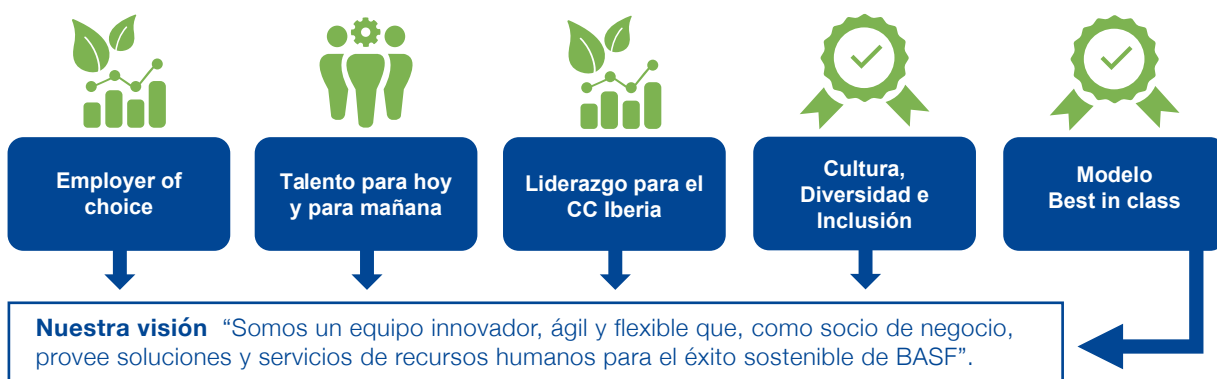 Employer of
choice
Talento para hoy
y para mañana
Liderazgo para el
CC Iberia
Cultura,
Diversidad e
Inclusión
Modelo
Best in class
Nuestra visión “Somos un equipo innovador, ágil y flexible que, como socio de negocio,
provee soluciones y servicios de recursos humanos para el éxito sostenible de BASF”.